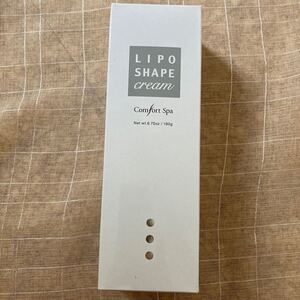 LIPO
SHAPE
cream
Comfort Spa
Net wt.6.70oz / 190g